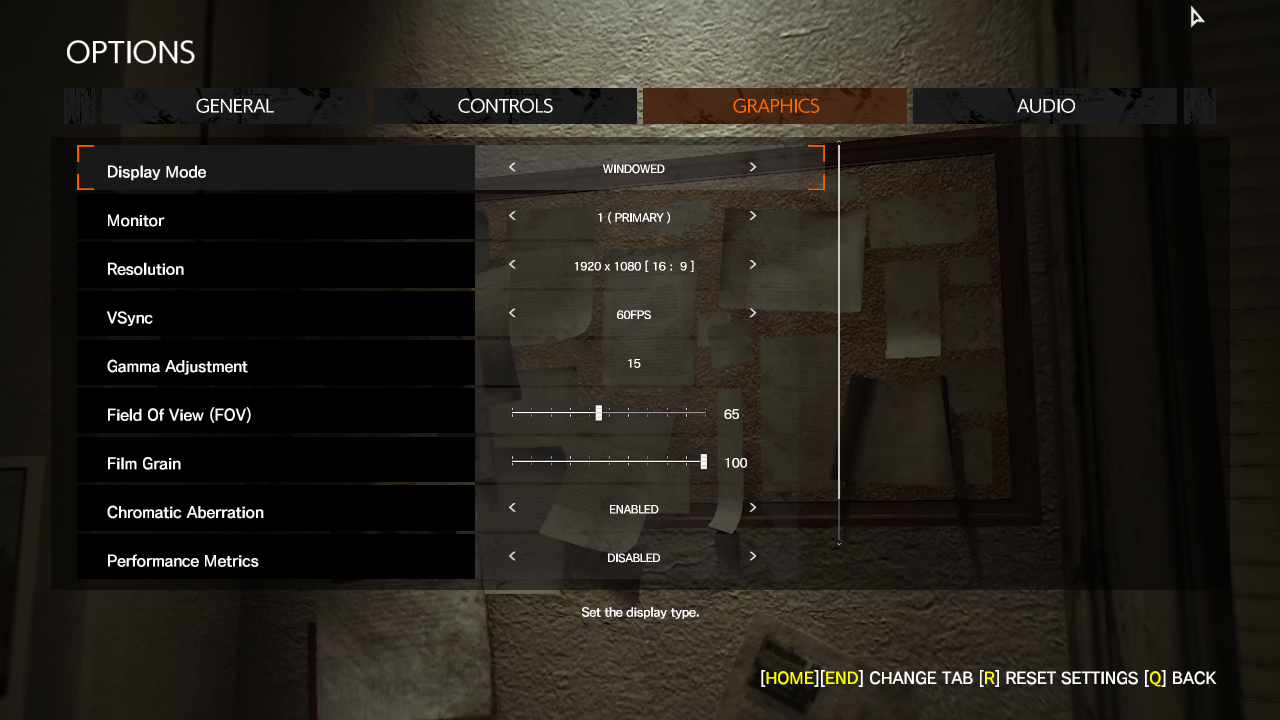 OPTIONS
GENERAL CONTROLS GRAPHICS AUDIO
Display Mode < WINDOWED >
Monitor < 1 ( PRIMARY ) >
Resolution < 1920 x 1080 [ 16 : 9 ] >
VSync < 60FPS >
Gamma Adjustment 15
Field Of View (FOV) 65
Film Grain 100
Chromatic Aberration < ENABLED >
Performance Metrics < DISABLED >
Set the display type.
[HOME][END] CHANGE TAB [R] RESET SETTINGS [Q] BACK